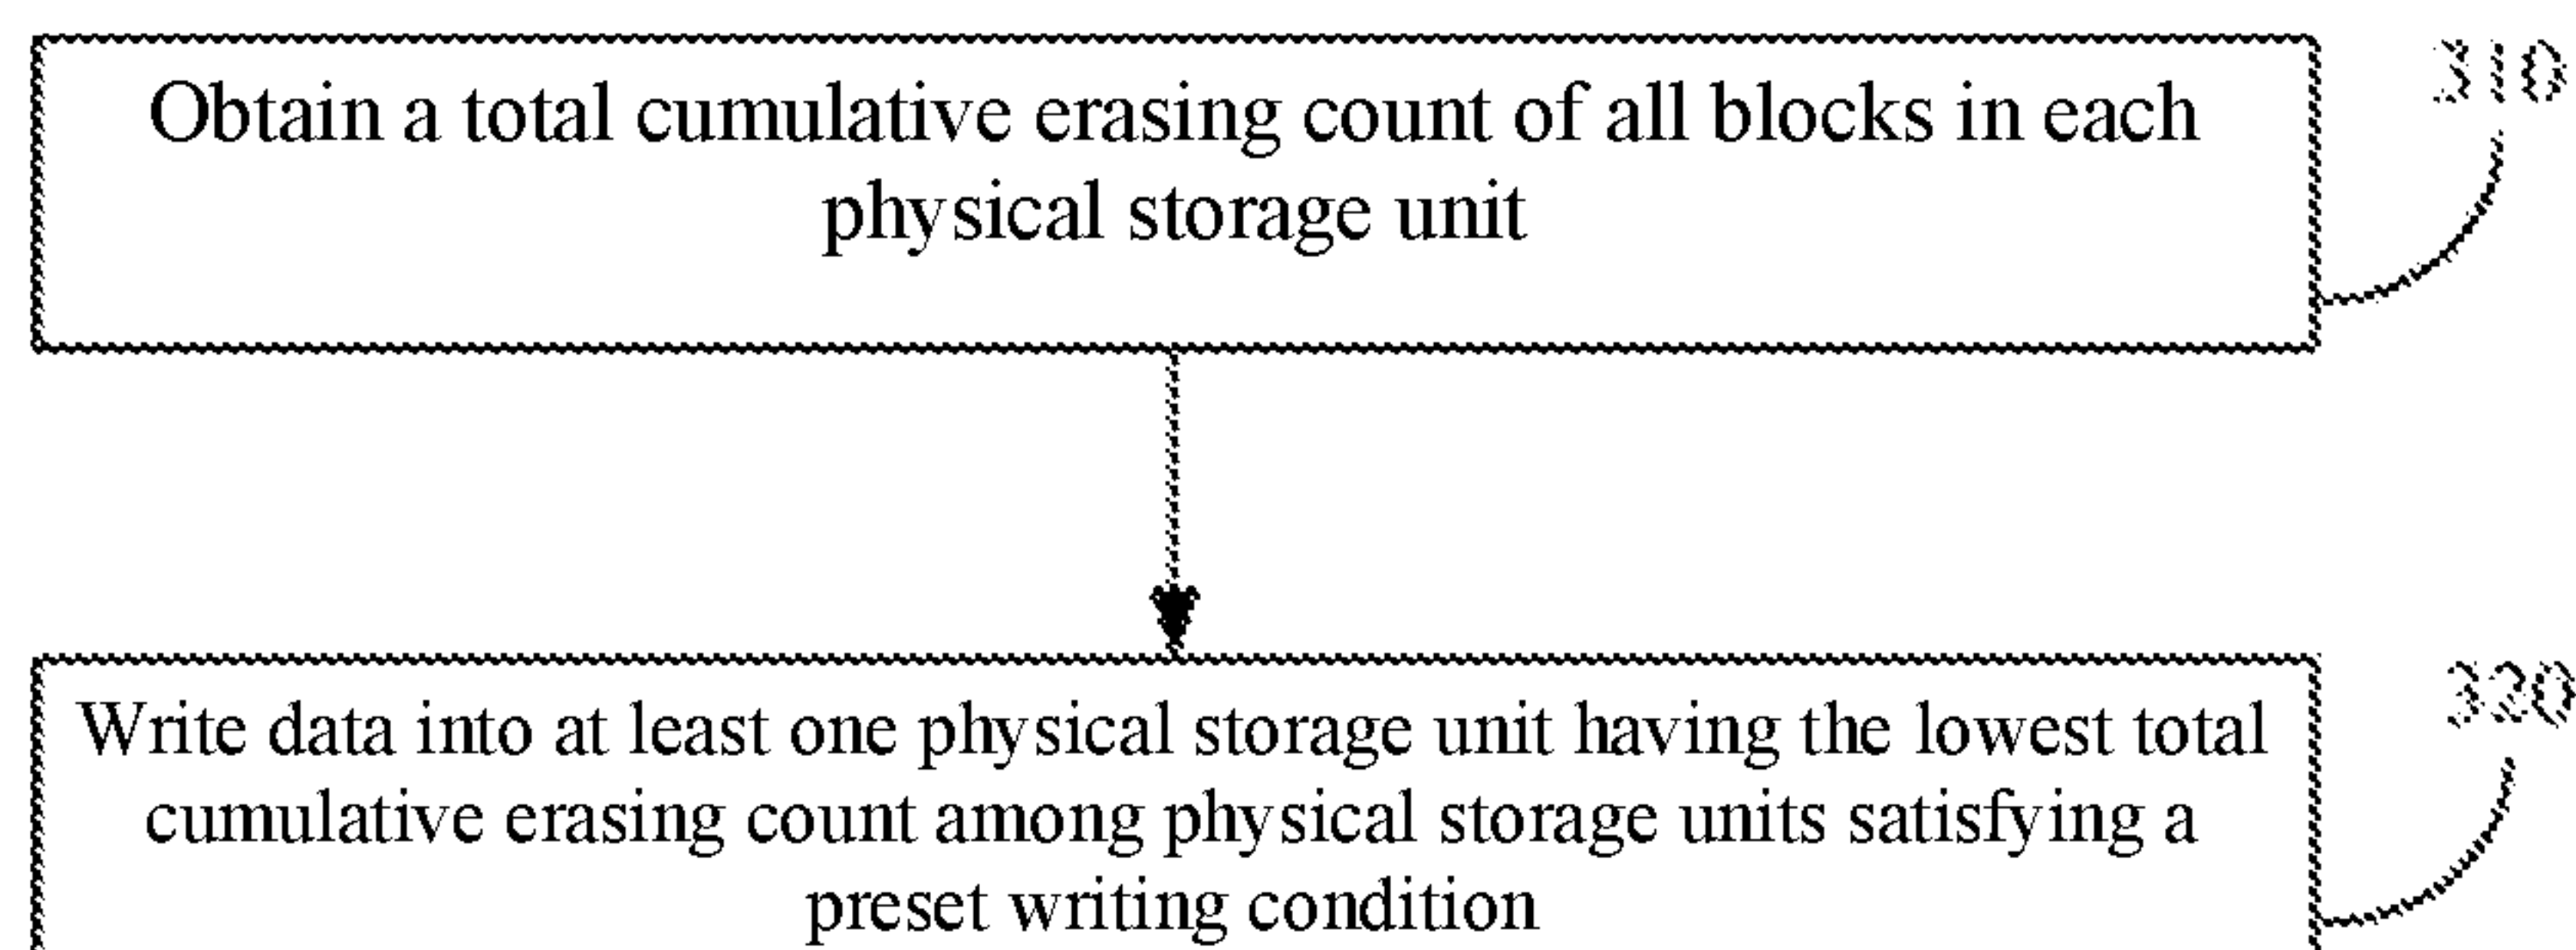 Obtain a total cumulative erasing count of all blocks in each
physical storage unit
310
Write data into at least one physical storage unit having the lowest total
cumulative erasing count among physical storage units satisfying a
preset writing condition
320